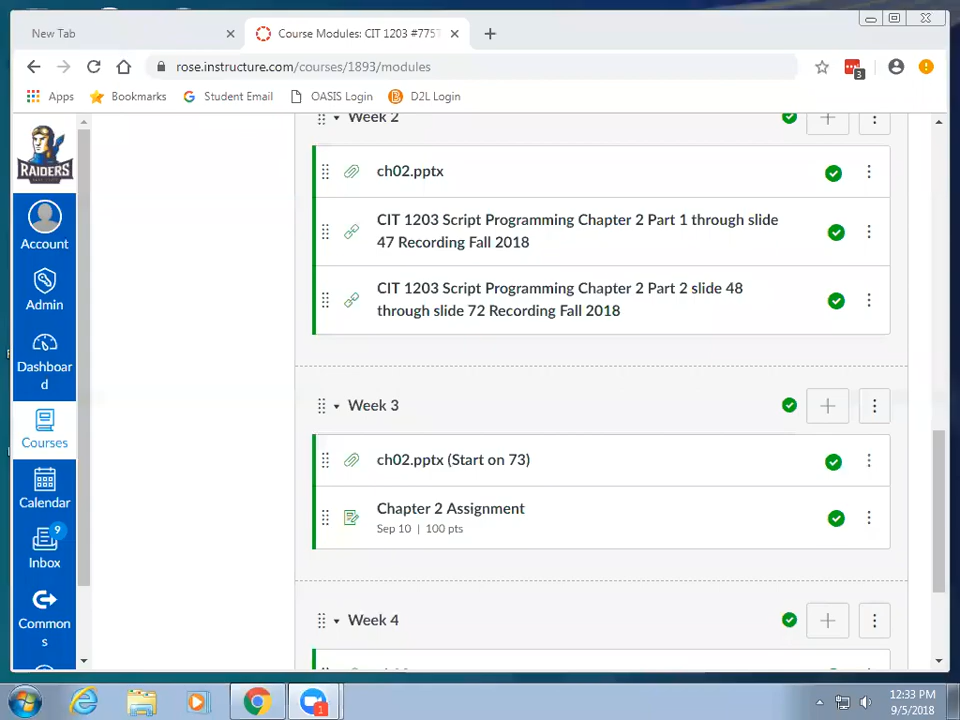 New Tab
Course Modules: CIT 1203 #775
rose.instructure.com/courses/1893/modules
3
Apps
Bookmarks
Student Email
OASIS Login
D2L Login
RAIDERS
Account
Admin
Dashboar
d
Courses
Calendar
9
Inbox
Common
s
Week 2
ch02.pptx
CIT 1203 Script Programming Chapter 2 Part 1 through slide
47 Recording Fall 2018
CIT 1203 Script Programming Chapter 2 Part 2 slide 48
through slide 72 Recording Fall 2018
Week 3
ch02.pptx (Start on 73)
Chapter 2 Assignment
Sep 10 | 100 pts
Week 4
1
12:33 PM
9/5/2018